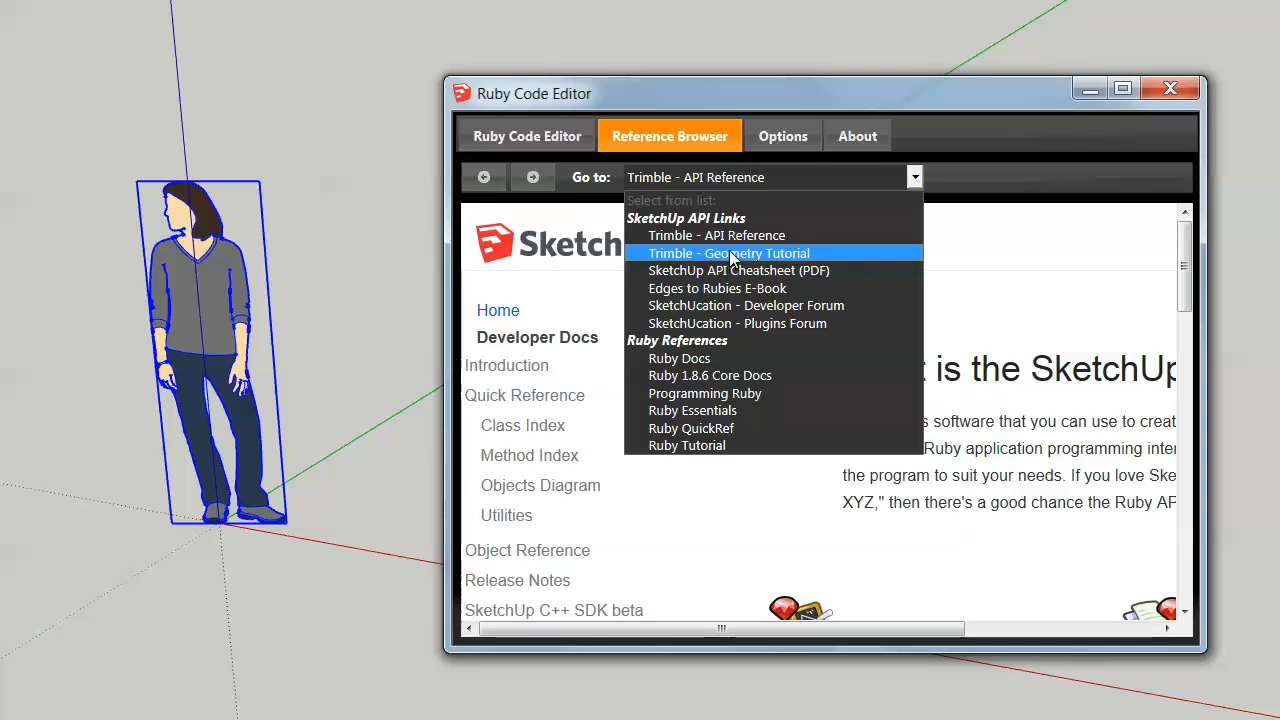 Ruby Code Editor
Ruby Code Editor Reference Browser Options About
Go to: Trimble - API Reference
Select from list:
SketchUp API Links
Trimble - API Reference
Trimble - Geometry Tutorial
SketchUp API Cheatsheet (PDF)
Edges to Rubies E-Book
SketchUcation - Developer Forum
SketchUcation - Plugins Forum
Ruby References
Ruby Docs
Ruby 1.8.6 Core Docs
Programming Ruby
Ruby Essentials
Ruby QuickRef
Ruby Tutorial
Sketch
Home
Developer Docs
Introduction
Quick Reference
Class Index
Method Index
Objects Diagram
Utilities
Object Reference
Release Notes
SketchUp C++ SDK beta
is the SketchUp
software that you can use to creat
Ruby application programming inter
the program to suit your needs. If you love Ske
XYZ," then there's a good chance the Ruby AP